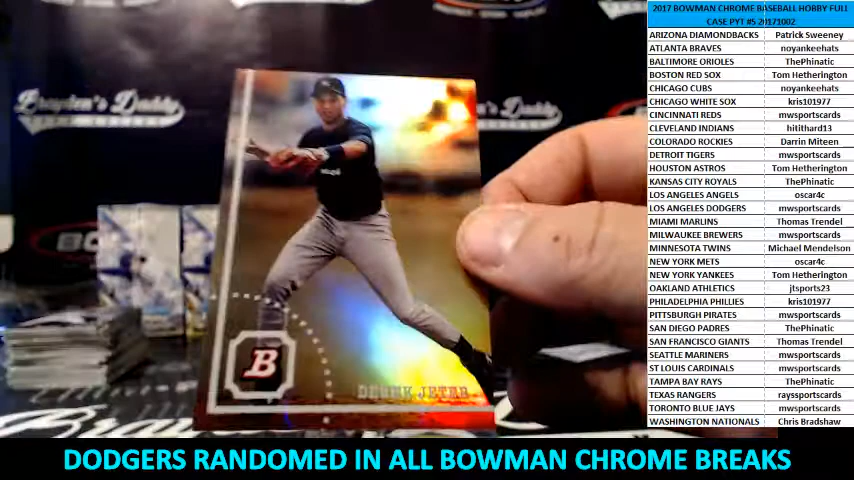 2017 BOWMAN CHROME BASEBALL HOBBY FULL
CASE PYT #5 20171002
ARIZONA DIAMONDBACKS Patrick Sweeney
ATLANTA BRAVES noyankeehats
BALTIMORE ORIOLES ThePhinatic
BOSTON RED SOX Tom Hetherington
CHICAGO CUBS noyankeehats
CHICAGO WHITE SOX kris101977
CINCINNATI REDS mwsportscards
CLEVELAND INDIANS hitithard13
COLORADO ROCKIES Darrin Miteen
DETROIT TIGERS mwsportscards
HOUSTON ASTROS Tom Hetherington
KANSAS CITY ROYALS ThePhinatic
LOS ANGELES ANGELS oscar4c
LOS ANGELES DODGERS mwsportscards
MIAMI MARLINS Thomas Trendel
MILWAUKEE BREWERS mwsportscards
MINNESOTA TWINS Michael Mendelson
NEW YORK METS oscar4c
NEW YORK YANKEES Tom Hetherington
OAKLAND ATHLETICS jtsports23
PHILADELPHIA PHILLIES kris101977
PITTSBURGH PIRATES mwsportscards
SAN DIEGO PADRES ThePhinatic
SAN FRANCISCO GIANTS Thomas Trendel
SEATTLE MARINERS mwsportscards
ST LOUIS CARDINALS mwsportscards
TAMPA BAY RAYS ThePhinatic
TEXAS RANGERS rayssportscards
TORONTO BLUE JAYS mwsportscards
WASHINGTON NATIONALS Chris Bradshaw
Brayden's Daddy
B
DEREK JETER
DODGERS RANDOMED IN ALL BOWMAN CHROME BREAKS